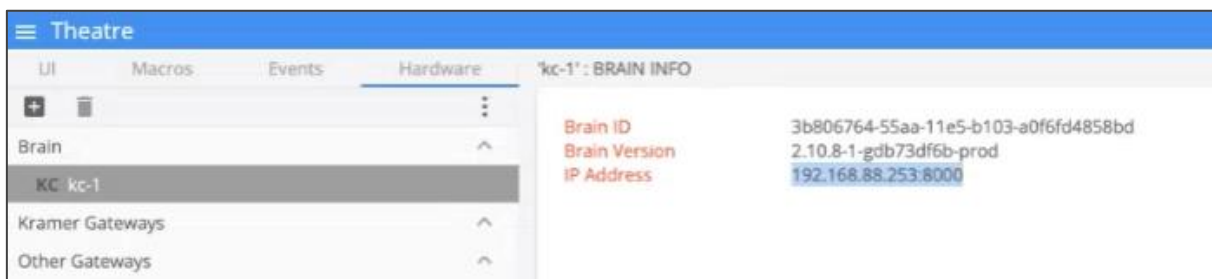 Theatre
UI Macros Events Hardware 'kc-1' : BRAIN INFO
Brain ID 3b806764-55aa-11e5-b103-a0f6fd4858bd
Brain Version 2.10.8-1-gdb73df6b-prod
IP Address 192.168.88.253:8000
Brain
KC kc-1
Kramer Gateways
Other Gateways